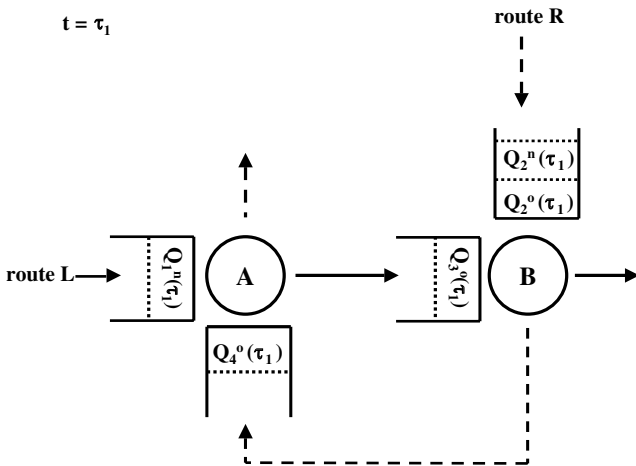 t = τ₁
route R
Q₂ⁿ(τ₁)
Q₂ᵒ(τ₁)
route L
Q₁ⁿ(τ₁)
A
Q₃ᵒ(τ₁)
B
Q₄ᵒ(τ₁)